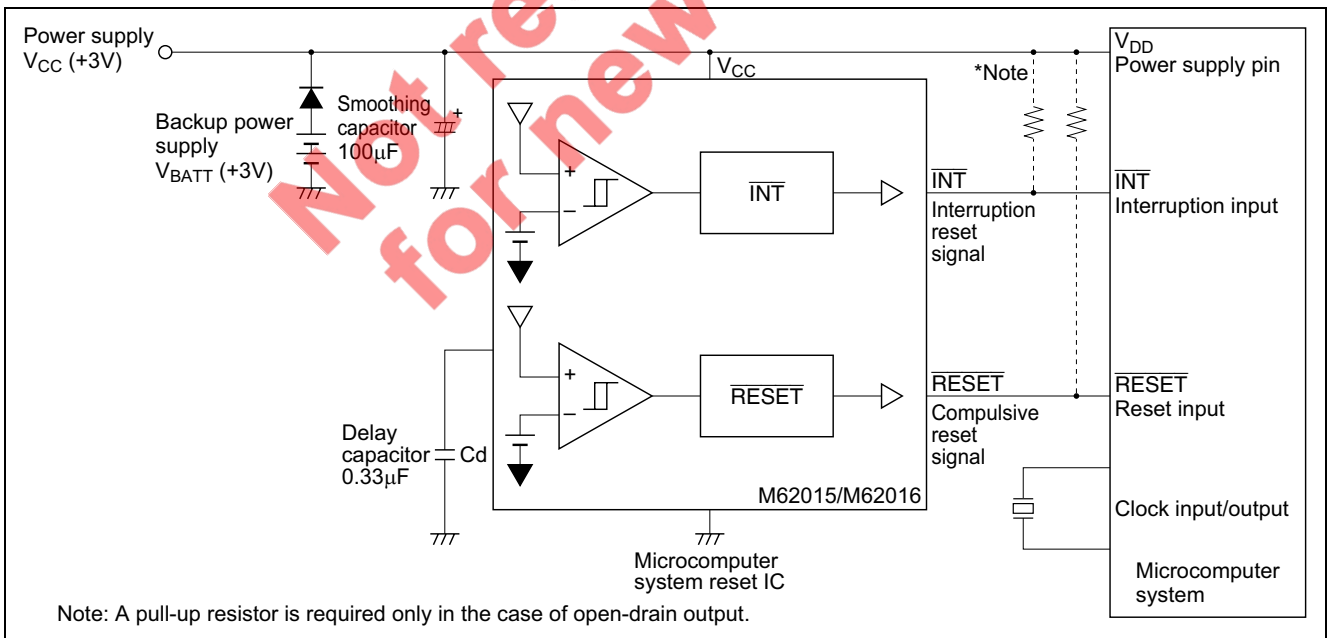 Power supply
VCC (+3V)
Backup power
supply
VBATT (+3V)
Smoothing
capacitor
100μF
+
VCC
*Note
VDD
Power supply pin
+
−
INT
INT
Interruption
reset
signal
INT
Interruption input
+
−
RESET
RESET
Compulsive
reset
signal
RESET
Reset input
Delay
capacitor
0.33μF
Cd
M62015/M62016
Clock input/output
Microcomputer
system reset IC
Microcomputer
system
Note: A pull-up resistor is required only in the case of open-drain output.
Not re
for new